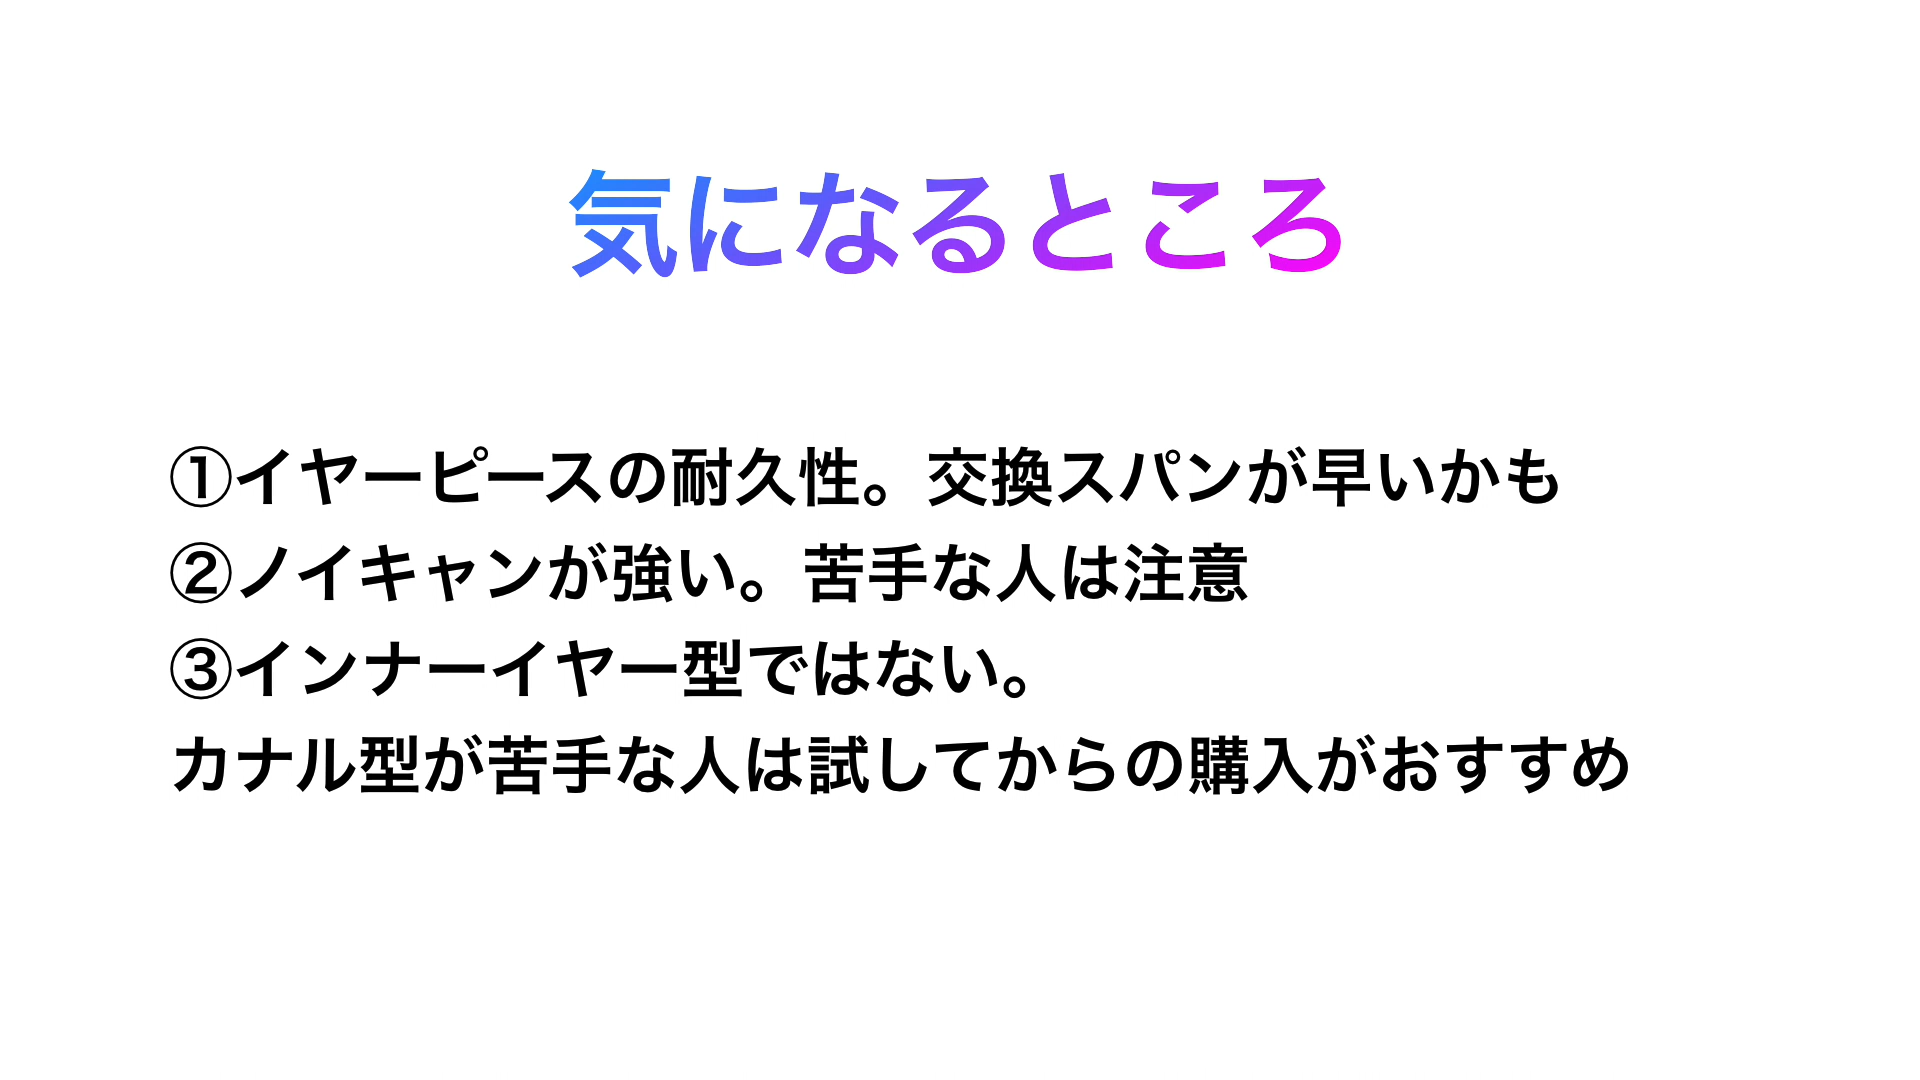 気になるところ
①イヤーピースの耐久性。交換スパンが早いかも
②ノイキャンが強い。苦手な人は注意
③インナーイヤー型ではない。
カナル型が苦手な人は試してからの購入がおすすめ